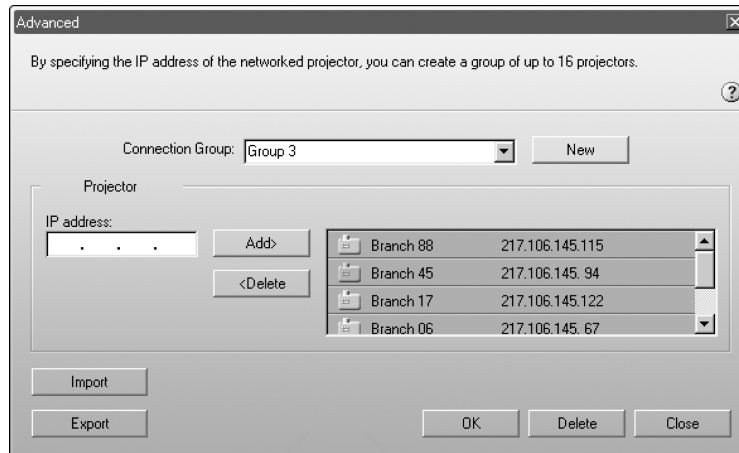 Advanced
By specifying the IP address of the networked projector, you can create a group of up to 16 projectors.
?
Connection Group: Group 3 New
Projector
IP address:
. . .
Add>
<Delete
Branch 88 217.106.145.115
Branch 45 217.106.145. 94
Branch 17 217.106.145.122
Branch 06 217.106.145. 67
Import
Export OK Delete Close